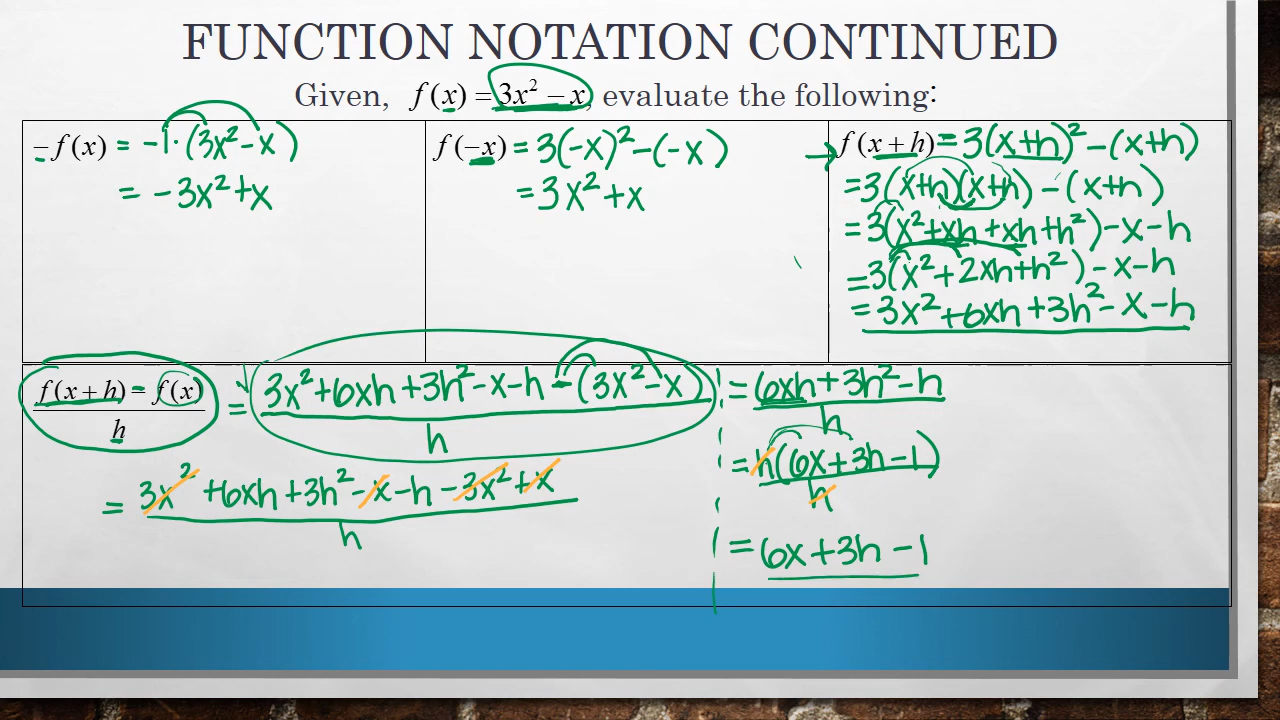 FUNCTION NOTATION CONTINUED
Given, f(x) = 3x² − x, evaluate the following:
−f(x) = −1·(3x² − x)
= −3x² + x
f(−x) = 3(−x)² − (−x)
= 3x² + x
f(x + h) = 3(x+h)² − (x+h)
= 3(x+h)(x+h) − (x+h)
= 3(x² + xh + xh + h²) − x − h
= 3(x² + 2xh + h²) − x − h
= 3x² + 6xh + 3h² − x − h
f(x + h) − f(x)
h
= 3x² + 6xh + 3h² − x − h − (3x² − x)
h
= 3x² + 6xh + 3h² − x − h − 3x² + x
h
= 6xh + 3h² − h
h
= h(6x + 3h − 1)
h
= 6x + 3h − 1